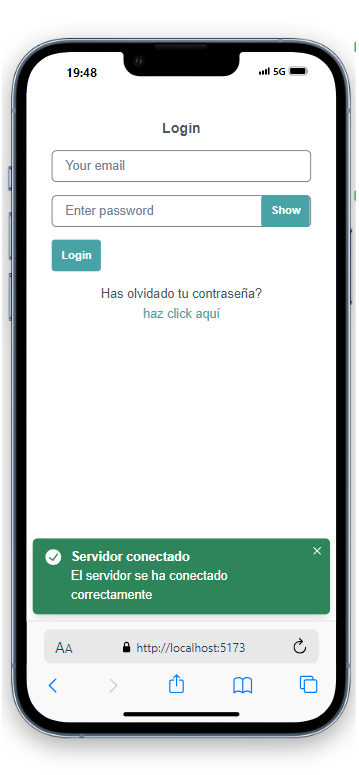 19:48
5G
Login
Your email
Enter password
Show
Login
Has olvidado tu contraseña?
haz click aquí
Servidor conectado
El servidor se ha conectado
correctamente
AA
http://localhost:5173